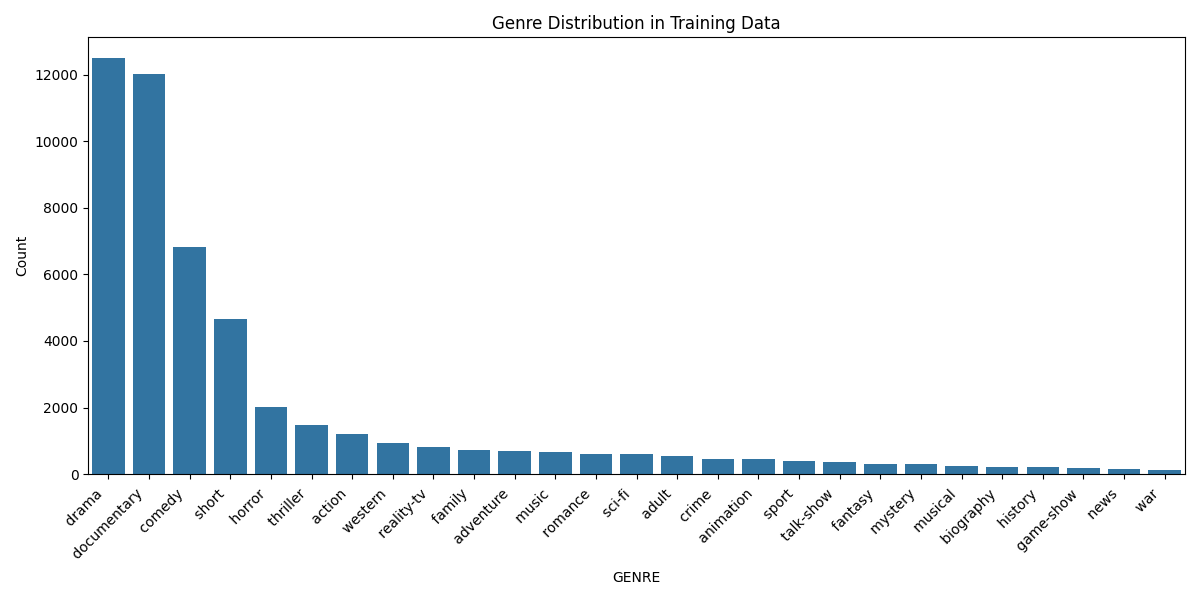 Genre Distribution in Training Data
12000
10000
8000
6000
4000
2000
0
Count
drama
documentary
comedy
short
horror
thriller
action
western
reality-tv
family
adventure
music
romance
sci-fi
adult
crime
animation
sport
talk-show
fantasy
mystery
musical
biography
history
game-show
news
war
GENRE